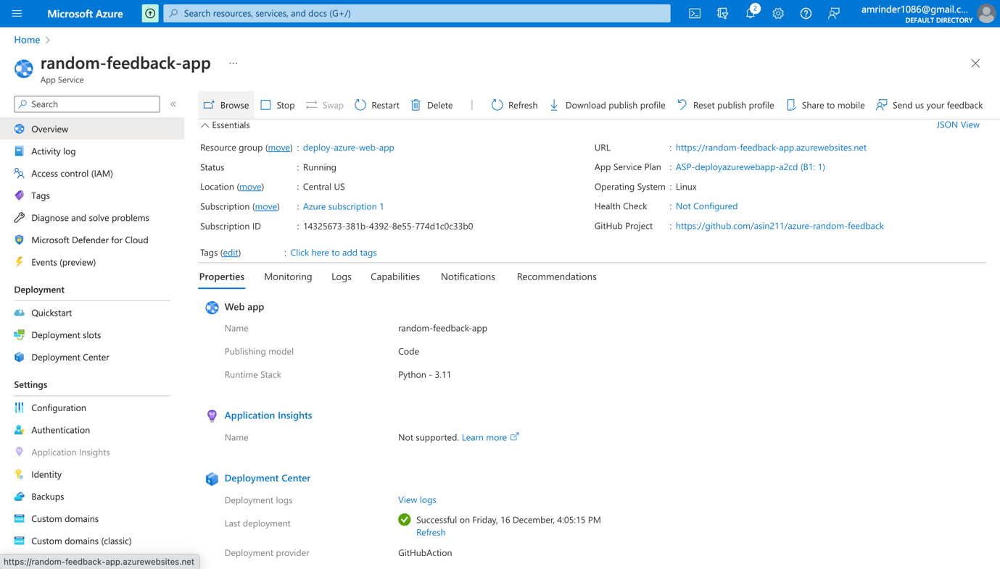 Microsoft Azure
Search resources, services, and docs (G+/)
2
amrinder1086@gmail.c...
DEFAULT DIRECTORY
Home
random-feedback-app ...
App Service
Search
«
Overview
Activity log
Access control (IAM)
Tags
Diagnose and solve problems
Microsoft Defender for Cloud
Events (preview)
Deployment
Quickstart
Deployment slots
Deployment Center
Settings
Configuration
Authentication
Application Insights
Identity
Backups
Custom domains
Custom domains (classic)
https://random-feedback-app.azurewebsites.net
Browse Stop Swap Restart Delete | Refresh Download publish profile Reset publish profile Share to mobile Send us your feedback
Essentials
JSON View
Resource group (move) : deploy-azure-web-app
Status : Running
Location (move) : Central US
Subscription (move) : Azure subscription 1
Subscription ID : 14325673-381b-4392-8e55-774d1c0c33b0
URL : https://random-feedback-app.azurewebsites.net
App Service Plan : ASP-deployazurewebapp-a2cd (B1: 1)
Operating System : Linux
Health Check : Not Configured
GitHub Project : https://github.com/asin211/azure-random-feedback
Tags (edit) : Click here to add tags
Properties Monitoring Logs Capabilities Notifications Recommendations
Web app
Name random-feedback-app
Publishing model Code
Runtime Stack Python - 3.11
Application Insights
Name Not supported. Learn more
Deployment Center
Deployment logs View logs
Last deployment Successful on Friday, 16 December, 4:05:15 PM
Refresh
Deployment provider GitHubAction